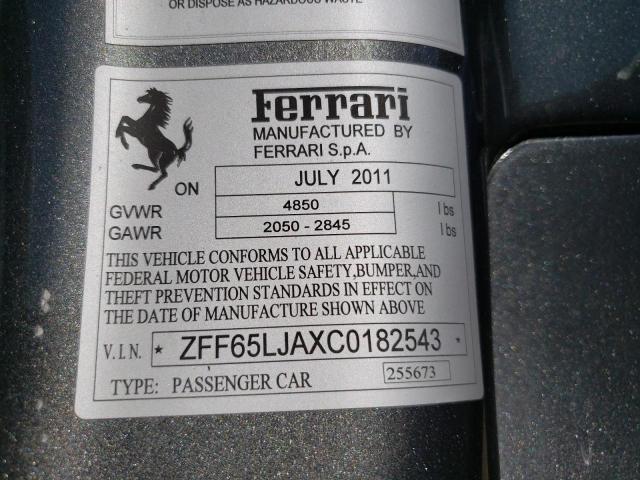 OR DISPOSE AS HAZARDOUS WASTE
Ferrari
MANUFACTURED BY
FERRARI S.p.A.
ON JULY 2011
GVWR 4850 lbs
GAWR 2050 - 2845 lbs
THIS VEHICLE CONFORMS TO ALL APPLICABLE
FEDERAL MOTOR VEHICLE SAFETY,BUMPER,AND
THEFT PREVENTION STANDARDS IN EFFECT ON
THE DATE OF MANUFACTURE SHOWN ABOVE
V.I.N. * ZFF65LJAXC0182543 *
TYPE: PASSENGER CAR 255673